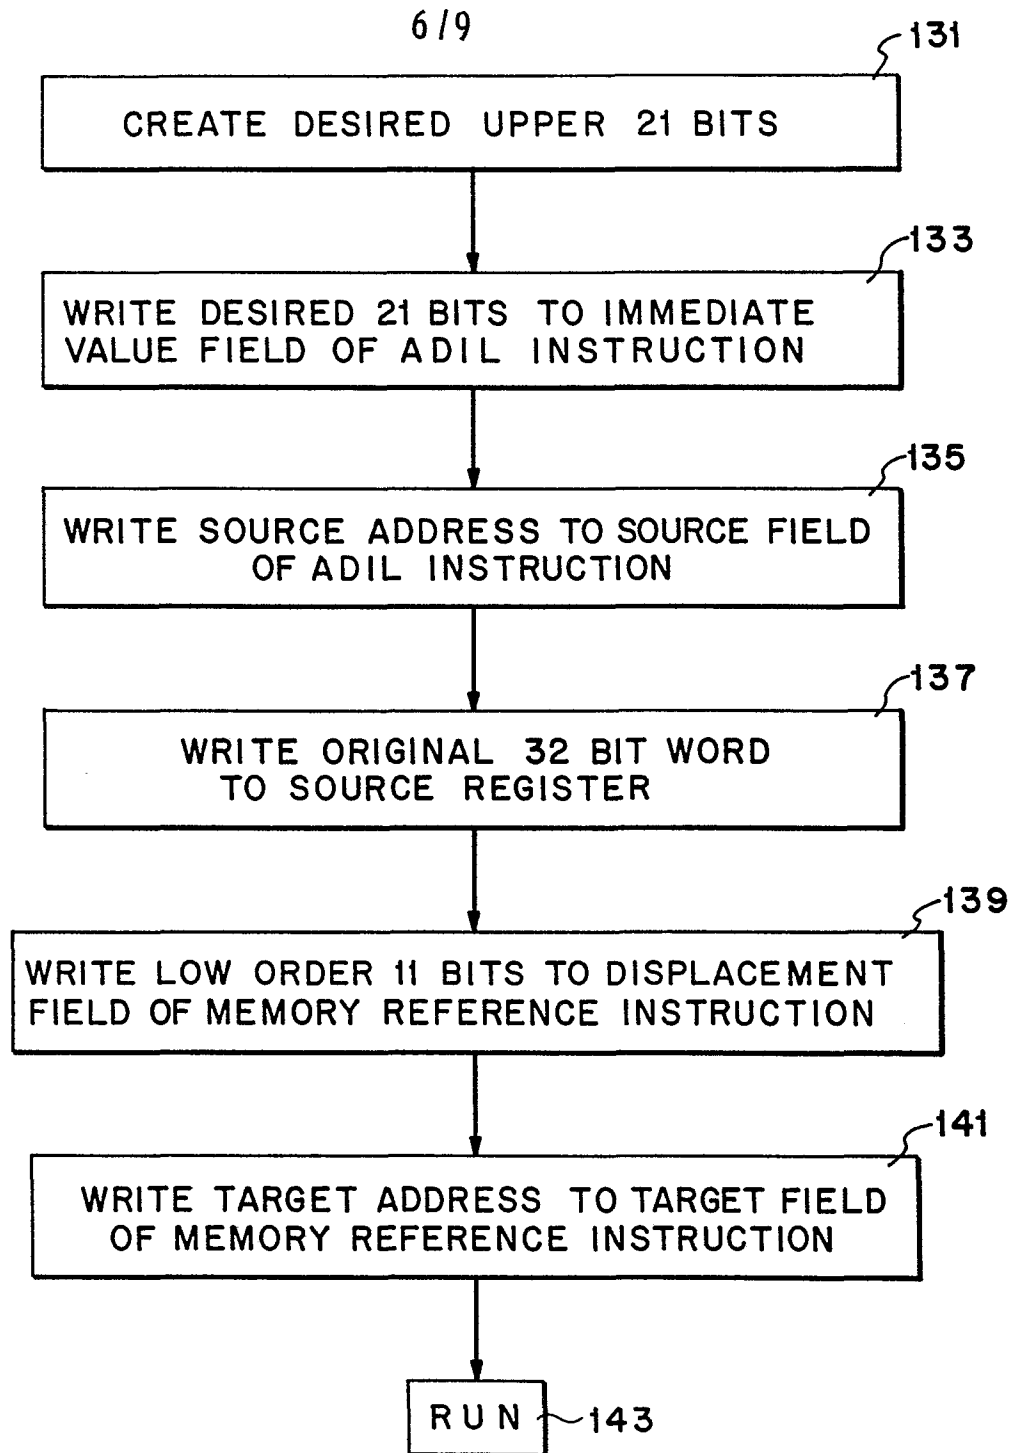 6/9
131
CREATE DESIRED UPPER 21 BITS
133
WRITE DESIRED 21 BITS TO IMMEDIATE
VALUE FIELD OF ADIL INSTRUCTION
135
WRITE SOURCE ADDRESS TO SOURCE FIELD
OF ADIL INSTRUCTION
137
WRITE ORIGINAL 32 BIT WORD
TO SOURCE REGISTER
139
WRITE LOW ORDER 11 BITS TO DISPLACEMENT
FIELD OF MEMORY REFERENCE INSTRUCTION
141
WRITE TARGET ADDRESS TO TARGET FIELD
OF MEMORY REFERENCE INSTRUCTION
RUN 143